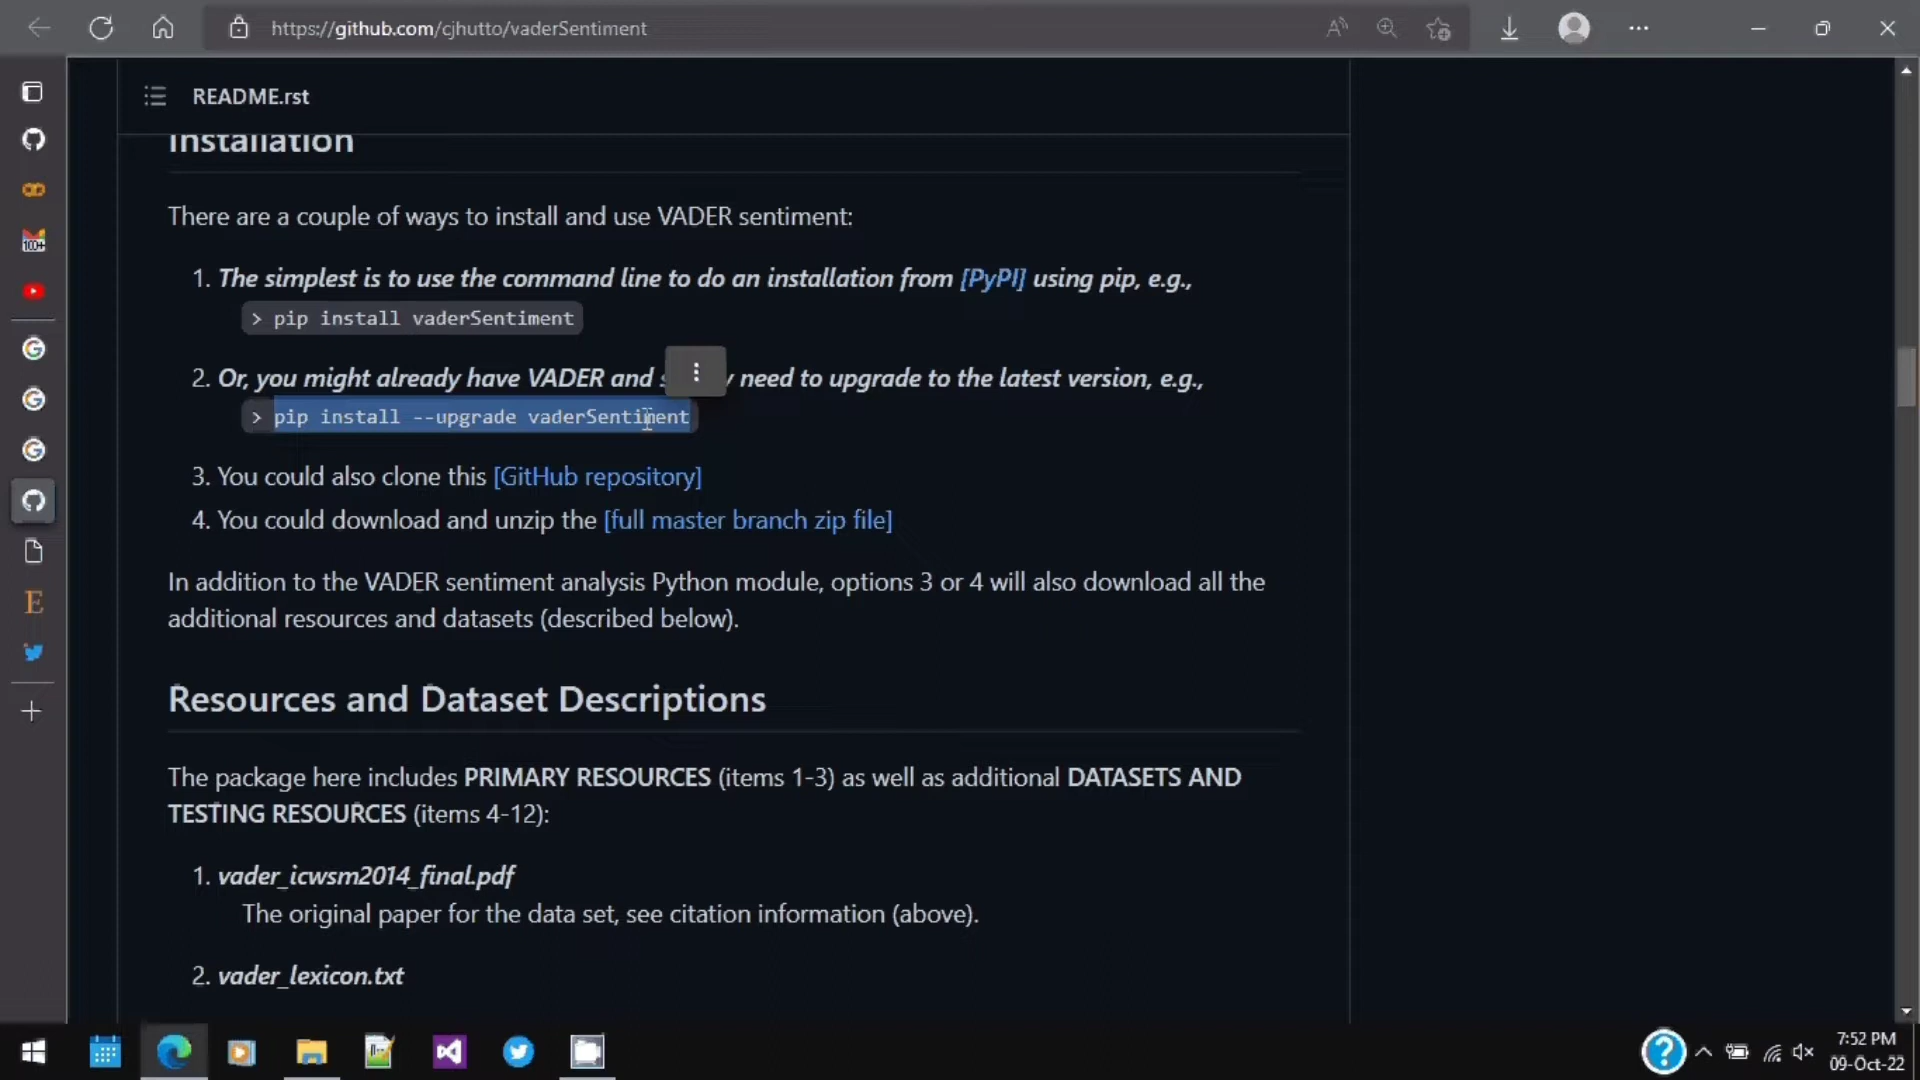 https://github.com/cjhutto/vaderSentiment
README.rst
Installation
There are a couple of ways to install and use VADER sentiment:
1. The simplest is to use the command line to do an installation from [PyPI] using pip, e.g.,
> pip install vaderSentiment
2. Or, you might already have VADER and s y need to upgrade to the latest version, e.g.,
> pip install --upgrade vaderSentiment
3. You could also clone this [GitHub repository]
4. You could download and unzip the [full master branch zip file]
In addition to the VADER sentiment analysis Python module, options 3 or 4 will also download all the
additional resources and datasets (described below).
Resources and Dataset Descriptions
The package here includes PRIMARY RESOURCES (items 1-3) as well as additional DATASETS AND
TESTING RESOURCES (items 4-12):
1. vader_icwsm2014_final.pdf
The original paper for the data set, see citation information (above).
2. vader_lexicon.txt
7:52 PM
09-Oct-22